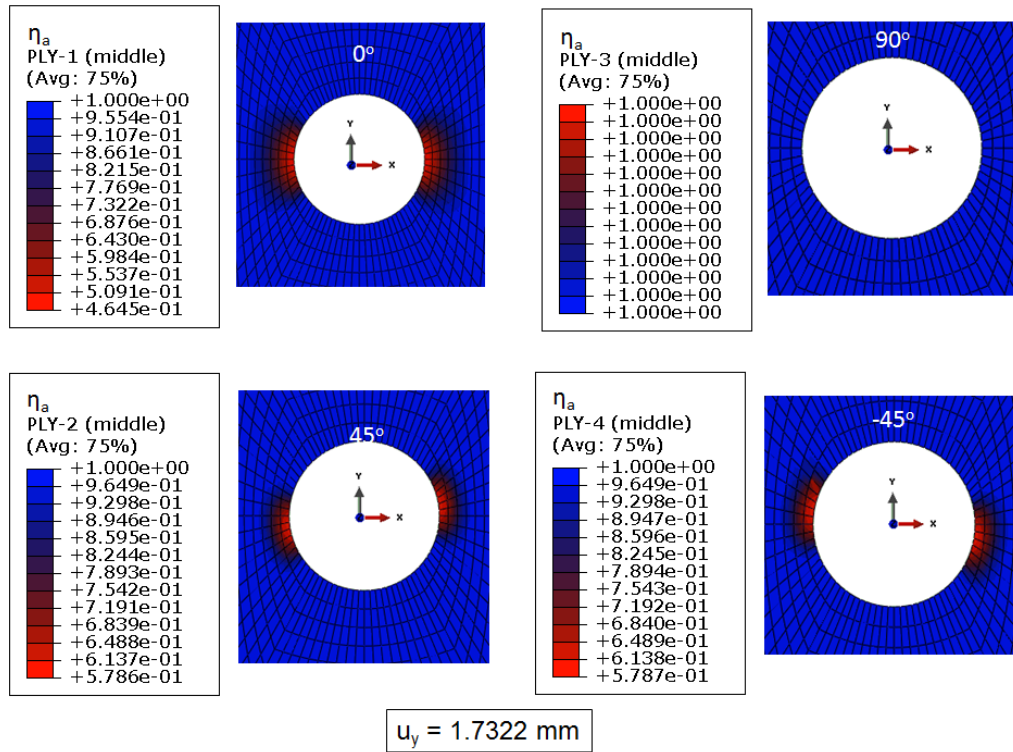 ηa
PLY-1 (middle)
(Avg: 75%)
+1.000e+00
+9.554e-01
+9.107e-01
+8.661e-01
+8.215e-01
+7.769e-01
+7.322e-01
+6.876e-01
+6.430e-01
+5.984e-01
+5.537e-01
+5.091e-01
+4.645e-01
0o
Y
X
ηa
PLY-3 (middle)
(Avg: 75%)
+1.000e+00
+1.000e+00
+1.000e+00
+1.000e+00
+1.000e+00
+1.000e+00
+1.000e+00
+1.000e+00
+1.000e+00
+1.000e+00
+1.000e+00
+1.000e+00
+1.000e+00
90o
Y
X
ηa
PLY-2 (middle)
(Avg: 75%)
+1.000e+00
+9.649e-01
+9.298e-01
+8.946e-01
+8.595e-01
+8.244e-01
+7.893e-01
+7.542e-01
+7.191e-01
+6.839e-01
+6.488e-01
+6.137e-01
+5.786e-01
45o
Y
X
ηa
PLY-4 (middle)
(Avg: 75%)
+1.000e+00
+9.649e-01
+9.298e-01
+8.947e-01
+8.596e-01
+8.245e-01
+7.894e-01
+7.543e-01
+7.192e-01
+6.840e-01
+6.489e-01
+6.138e-01
+5.787e-01
-45o
Y
X
uy = 1.7322 mm